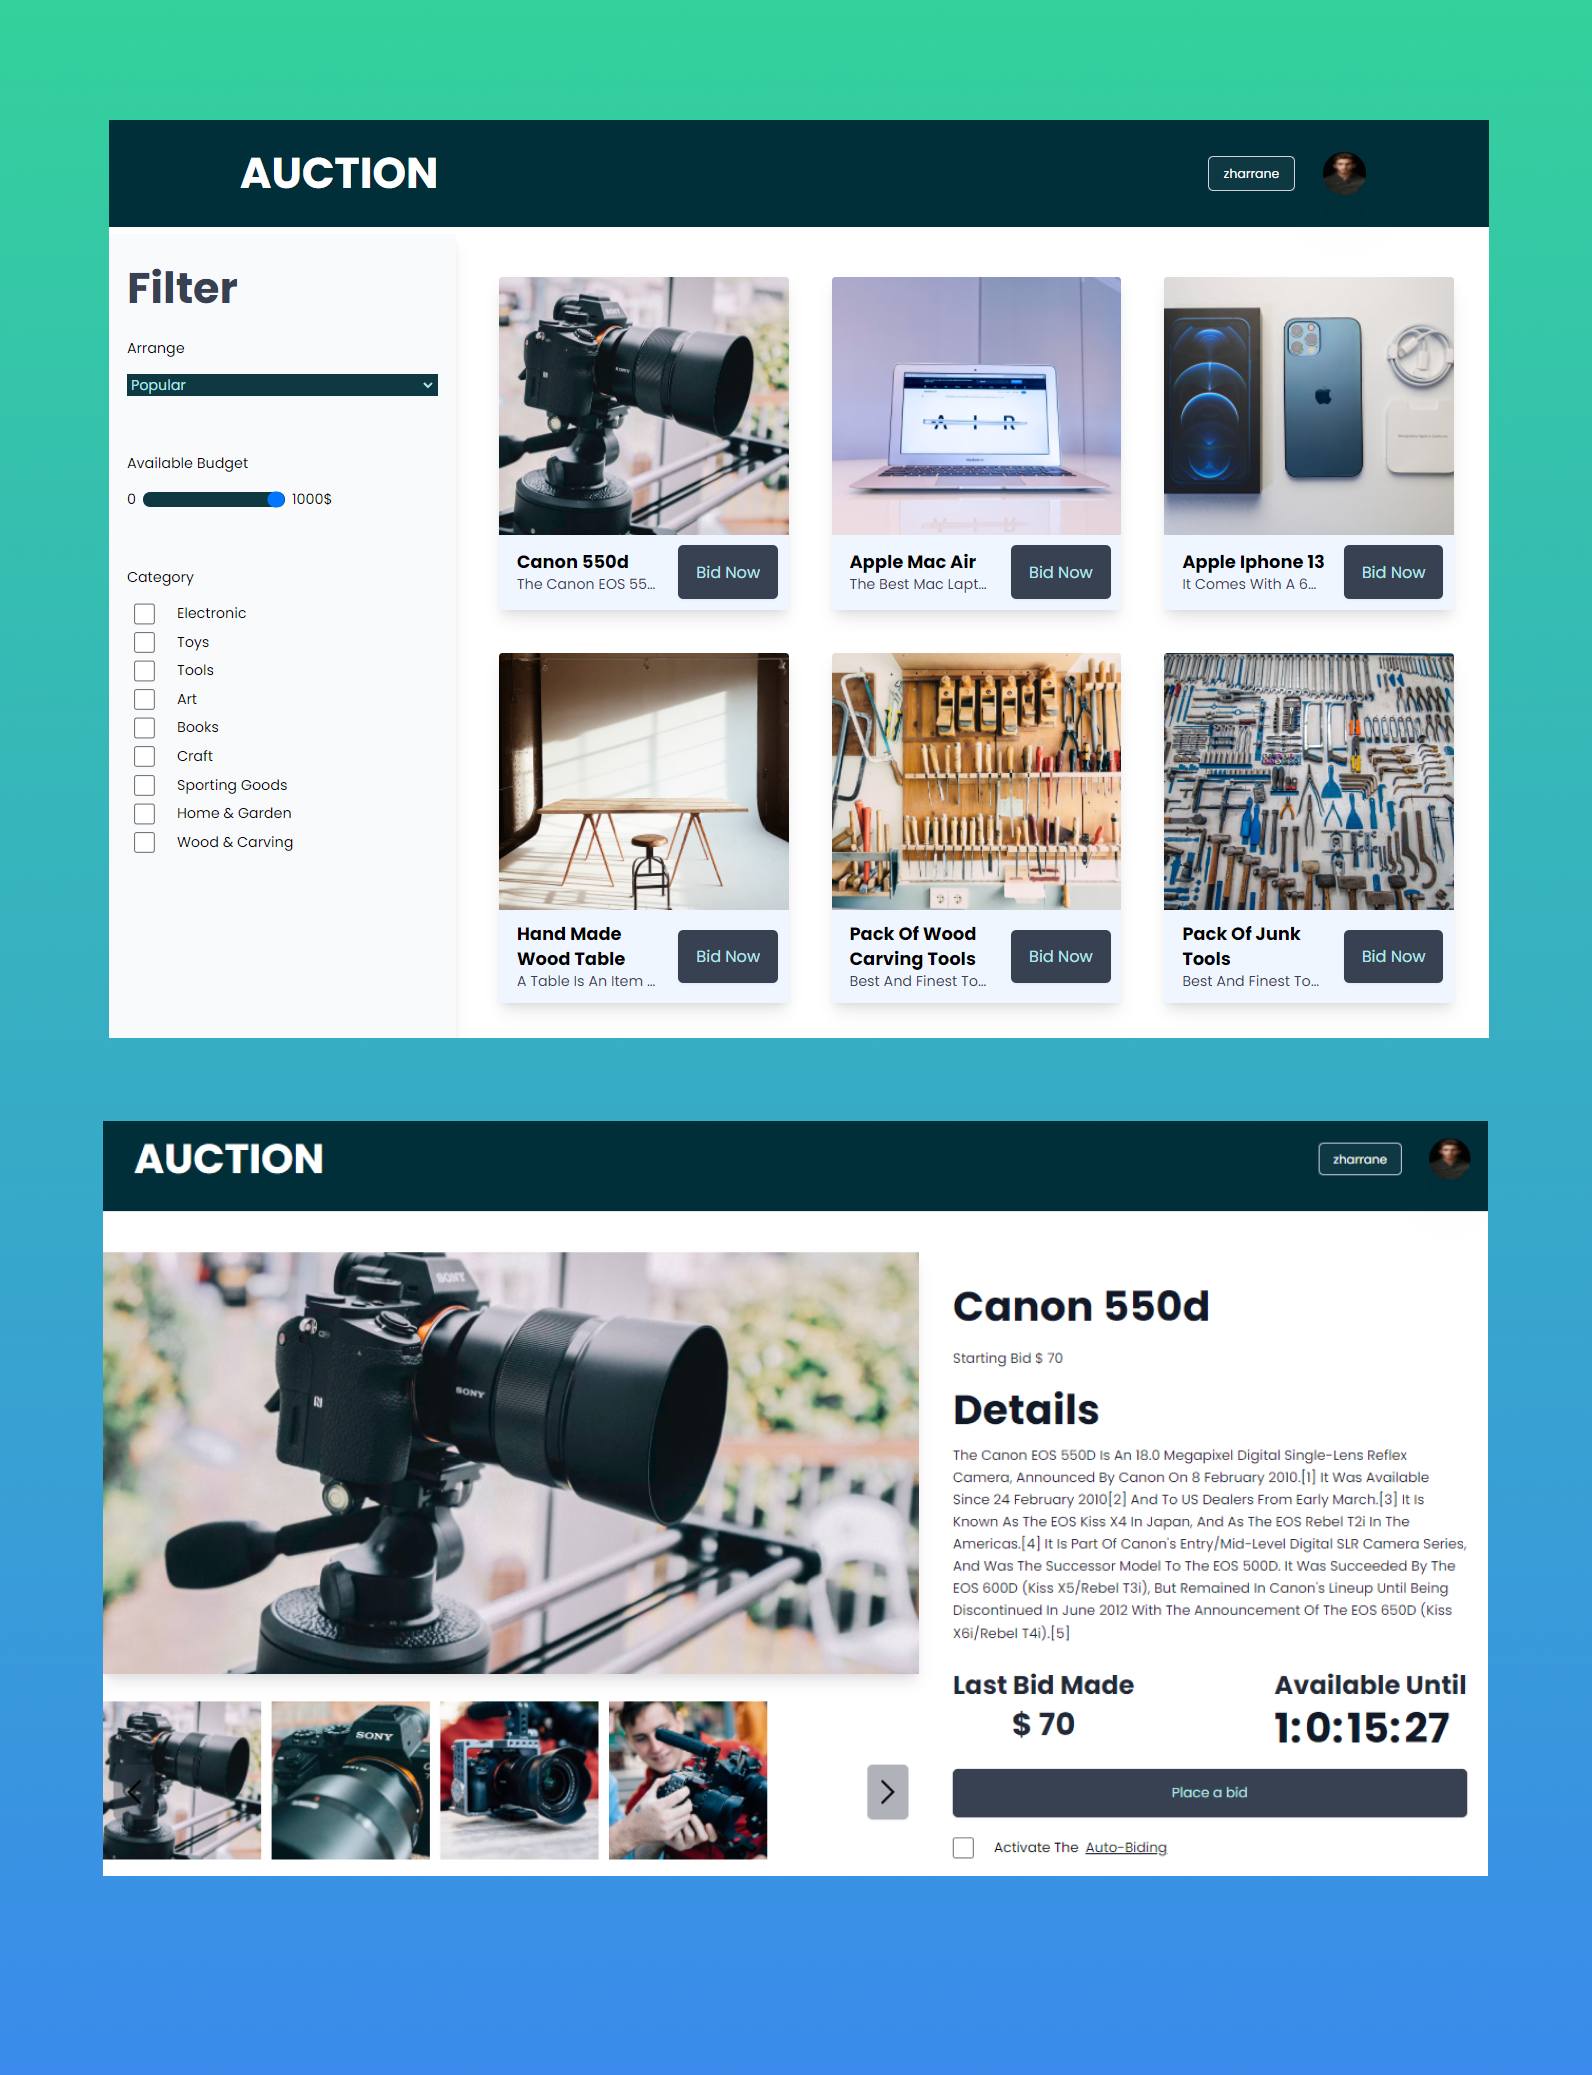 AUCTION
zharrane
Filter
Arrange
Popular
Available Budget
0 1000$
Category
Electronic
Toys
Tools
Art
Books
Craft
Sporting Goods
Home & Garden
Wood & Carving
SONY
A I R
Canon 550d
The Canon EOS 55...
Bid Now
Apple Mac Air
The Best Mac Lapt...
Bid Now
Apple Iphone 13
It Comes With A 6...
Bid Now
Hand Made
Wood Table
A Table Is An Item ...
Bid Now
Pack Of Wood
Carving Tools
Best And Finest To...
Bid Now
Pack Of Junk
Tools
Best And Finest To...
Bid Now
AUCTION
zharrane
SONY
SONY
Canon 550d
Starting Bid $ 70
Details
The Canon EOS 550D Is An 18.0 Megapixel Digital Single-Lens Reflex
Camera, Announced By Canon On 8 February 2010.[1] It Was Available
Since 24 February 2010[2] And To US Dealers From Early March.[3] It Is
Known As The EOS Kiss X4 In Japan, And As The EOS Rebel T2i In The
Americas.[4] It Is Part Of Canon's Entry/Mid-Level Digital SLR Camera Series,
And Was The Successor Model To The EOS 500D. It Was Succeeded By The
EOS 600D (Kiss X5/Rebel T3i), But Remained In Canon's Lineup Until Being
Discontinued In June 2012 With The Announcement Of The EOS 650D (Kiss
X6i/Rebel T4i).[5]
Last Bid Made
$ 70
Available Until
1:0:15:27
SONY
Place a bid
Activate The Auto-Biding